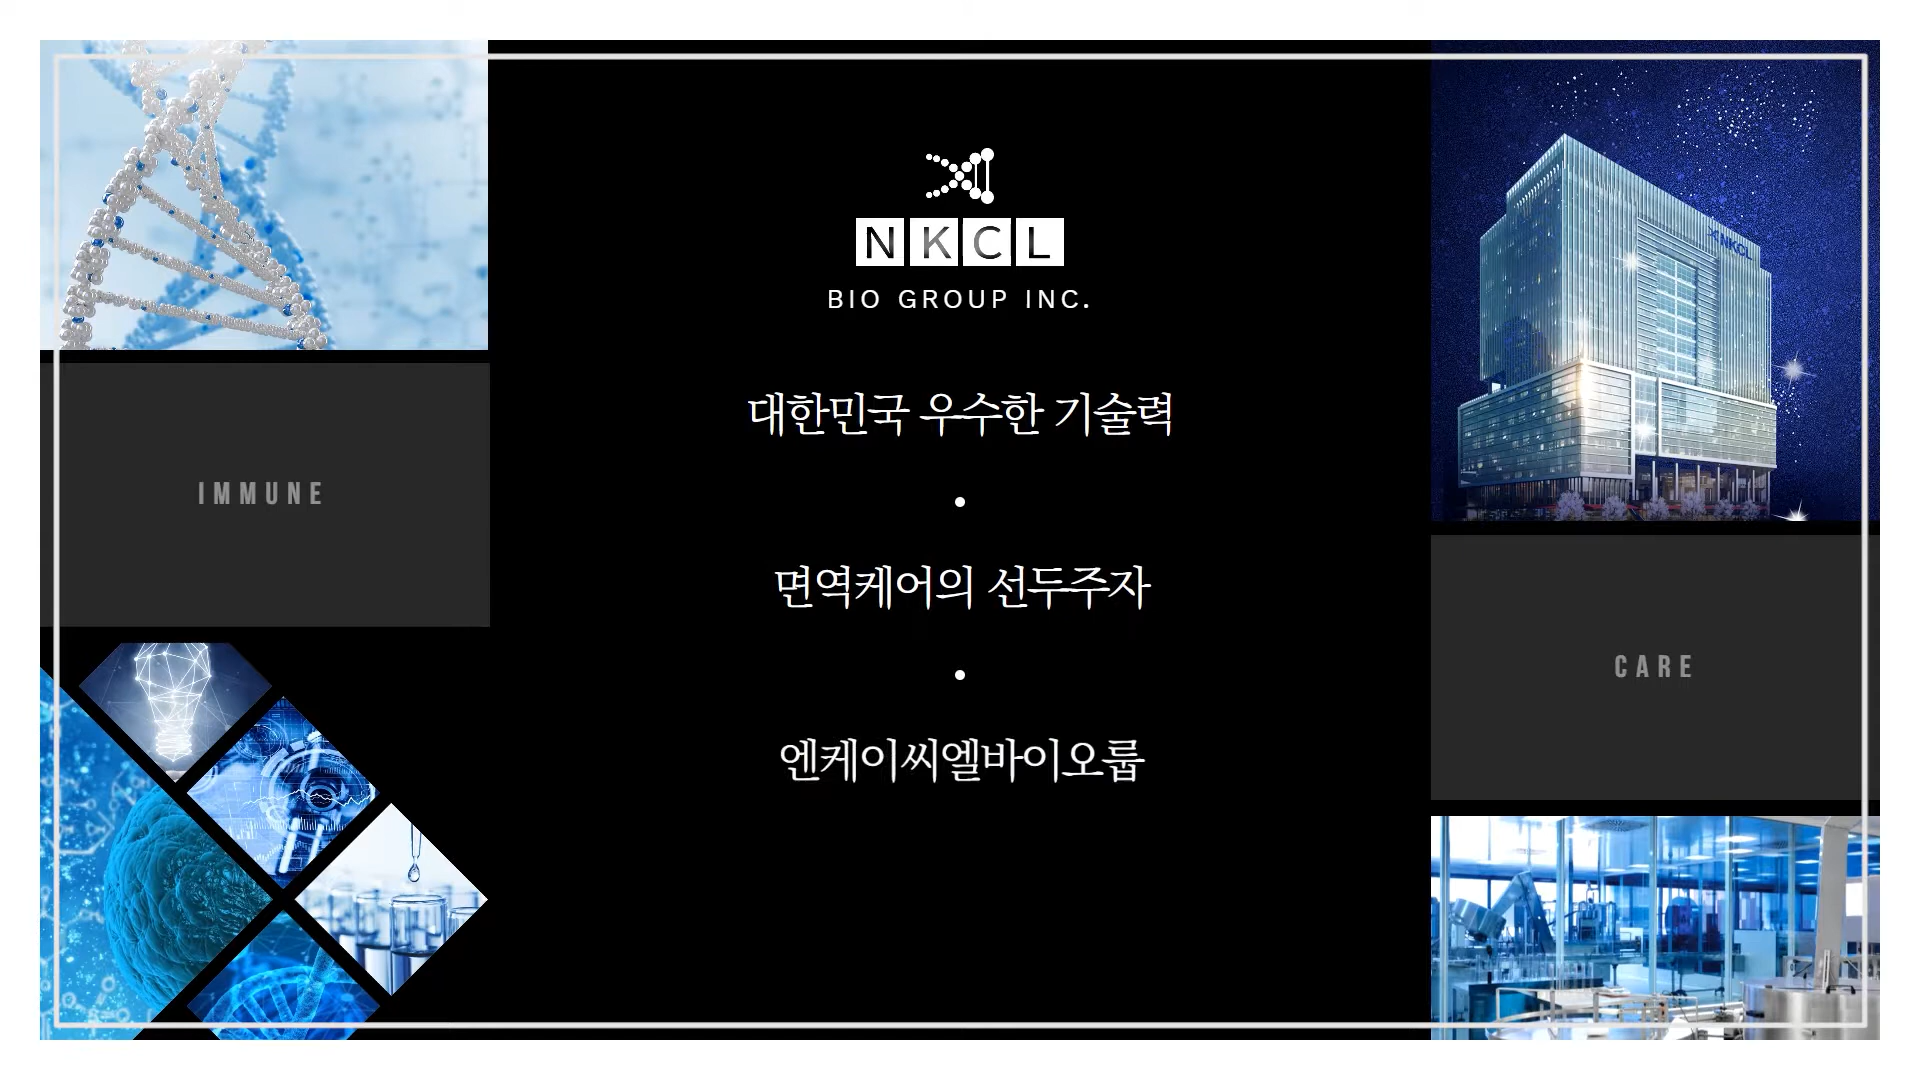 NKCL
BIO GROUP INC.
대한민국 우수한 기술력
•
면역케어의 선두주자
•
엔케이씨엘바이오룹
IMMUNE
NKCL
CARE